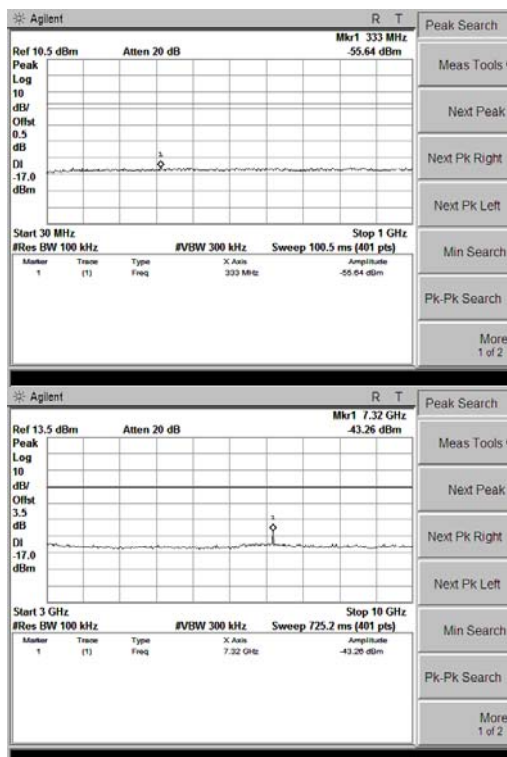 Agilent R T
Peak Search
Mkr1 333 MHz
Ref 10.5 dBm Atten 20 dB -55.64 dBm
Peak
Log
10
dB/
Offst
0.5
dB
DI
-17.0
dBm
1
Start 30 MHz Stop 1 GHz
#Res BW 100 kHz #VBW 300 kHz Sweep 100.5 ms (401 pts)
Marker Trace Type X Axis Amplitude
1 (1) Freq 333 MHz -55.64 dBm
Meas Tools
Next Peak
Next Pk Right
Next Pk Left
Min Search
Pk-Pk Search
More
1 of 2
Agilent R T
Peak Search
Mkr1 7.32 GHz
Ref 13.5 dBm Atten 20 dB -43.26 dBm
Peak
Log
10
dB/
Offst
3.5
dB
DI
-17.0
dBm
1
Start 3 GHz Stop 10 GHz
#Res BW 100 kHz #VBW 300 kHz Sweep 725.2 ms (401 pts)
Marker Trace Type X Axis Amplitude
1 (1) Freq 7.32 GHz -43.26 dBm
Meas Tools
Next Peak
Next Pk Right
Next Pk Left
Min Search
Pk-Pk Search
More
1 of 2